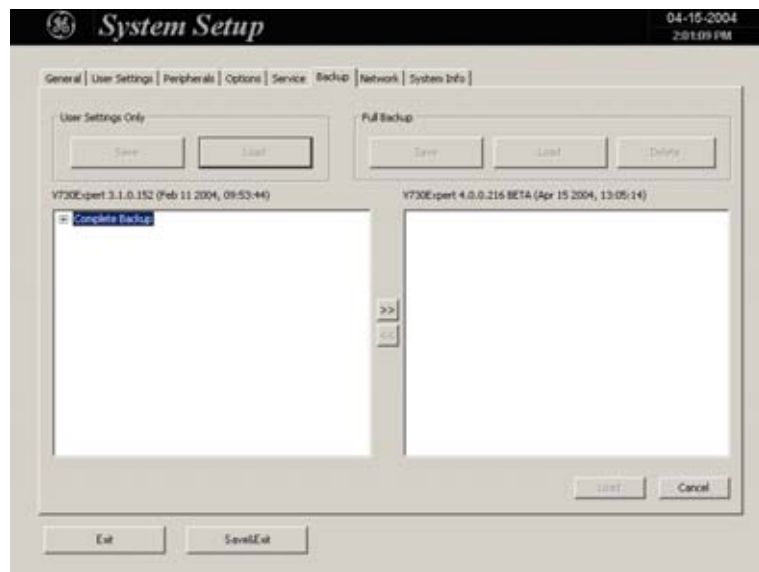 System Setup
04-15-2004
2:01:09 PM
General User Settings Peripherals Options Service Backup Network System Info
User Settings Only
Full Backup
Save Load Save Load Delete
V730Expert 3.1.0.152 (Feb 11 2004, 09:53:44)
V730Expert 4.0.0.216 BETA (Apr 15 2004, 13:05:14)
Complete Backup
>>
<<
Load Cancel
Exit Save&Exit